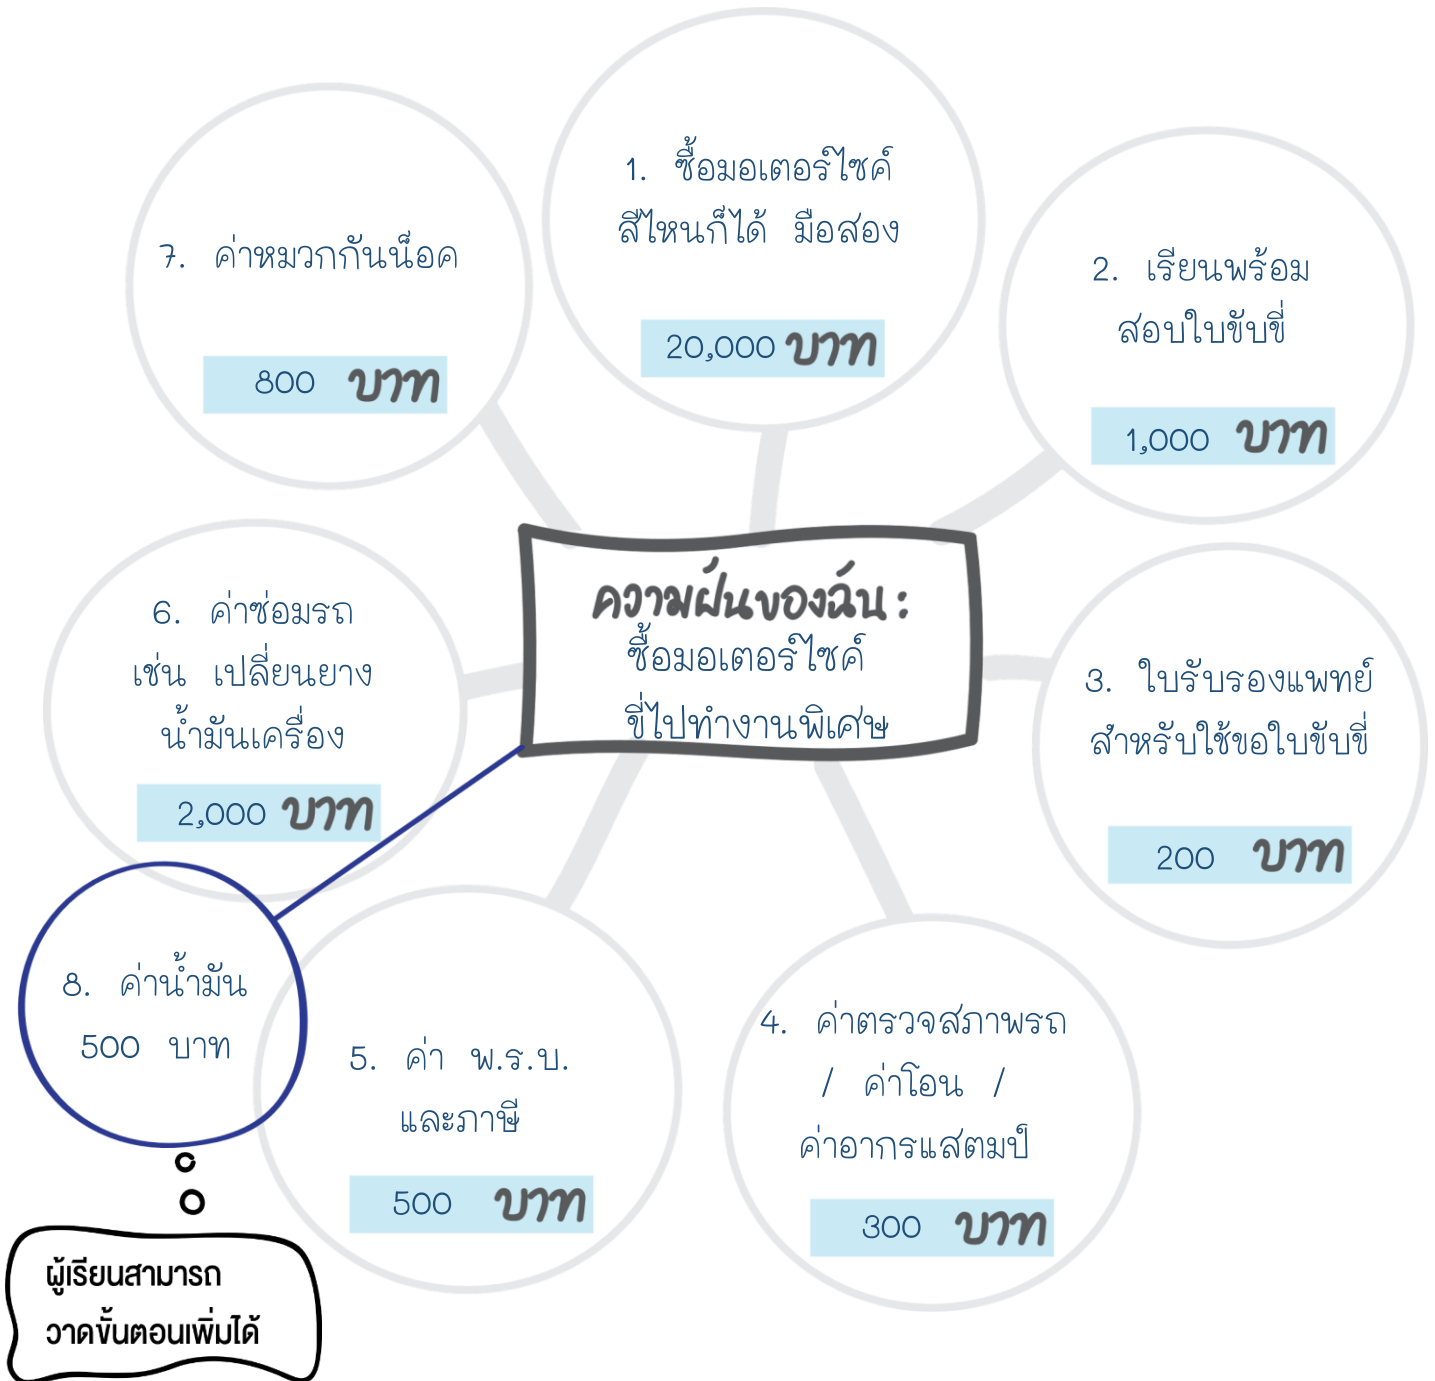 ความฝันของฉัน :
ซื้อมอเตอร์ไซค์
ขี่ไปทำงานพิเศษ
1. ซื้อมอเตอร์ไซค์
สีไหนก็ได้ มือสอง
20,000 บาท
2. เรียนพร้อม
สอบใบขับขี่
1,000 บาท
3. ใบรับรองแพทย์
สำหรับใช้ขอใบขับขี่
200 บาท
4. ค่าตรวจสภาพรถ
/ ค่าโอน /
ค่าอากรแสตมป์
300 บาท
5. ค่า พ.ร.บ.
และภาษี
500 บาท
6. ค่าซ่อมรถ
เช่น เปลี่ยนยาง
น้ำมันเครื่อง
2,000 บาท
7. ค่าหมวกกันน็อค
800 บาท
8. ค่าน้ำมัน
500 บาท
ผู้เรียนสามารถ
วาดขั้นตอนเพิ่มได้